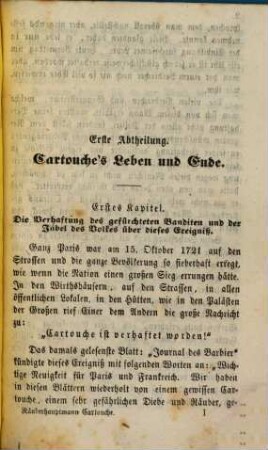 Erste Abtheilung.
Cartouche's Leben und Ende.
Erstes Kapitel.
Die Verhaftung des gefürchteten Banditen und der
Jubel des Volkes über dieses Ereigniß.
Ganz Paris war am 15. Oktober 1721 auf den
Strassen und die ganze Bevölkerung so fieberhaft erregt,
wie wenn die Nation einen großen Sieg errungen hätte.
In den Wirthshäusern, auf den Strassen, in allen
öffentlichen Lokalen, in den Hütten, wie in den Palästen
der Großen rief Einer dem Andern die große Nachricht
zu:
„Cartouche ist verhaftet worden!"
Das damals gelesenste Blatt: „Journal des Barbier"
kündigte dieses Ereigniß mit folgenden Worten an: „Wich-
tige Neuigkeit für Paris und Frankreich. Wir haben
in diesen Blättern wiederholt von einem gewissen Car-
touche, einem sehr gefährlichen Diebe und Räuber, ge-
Räuberhauptmann Cartouche. 1